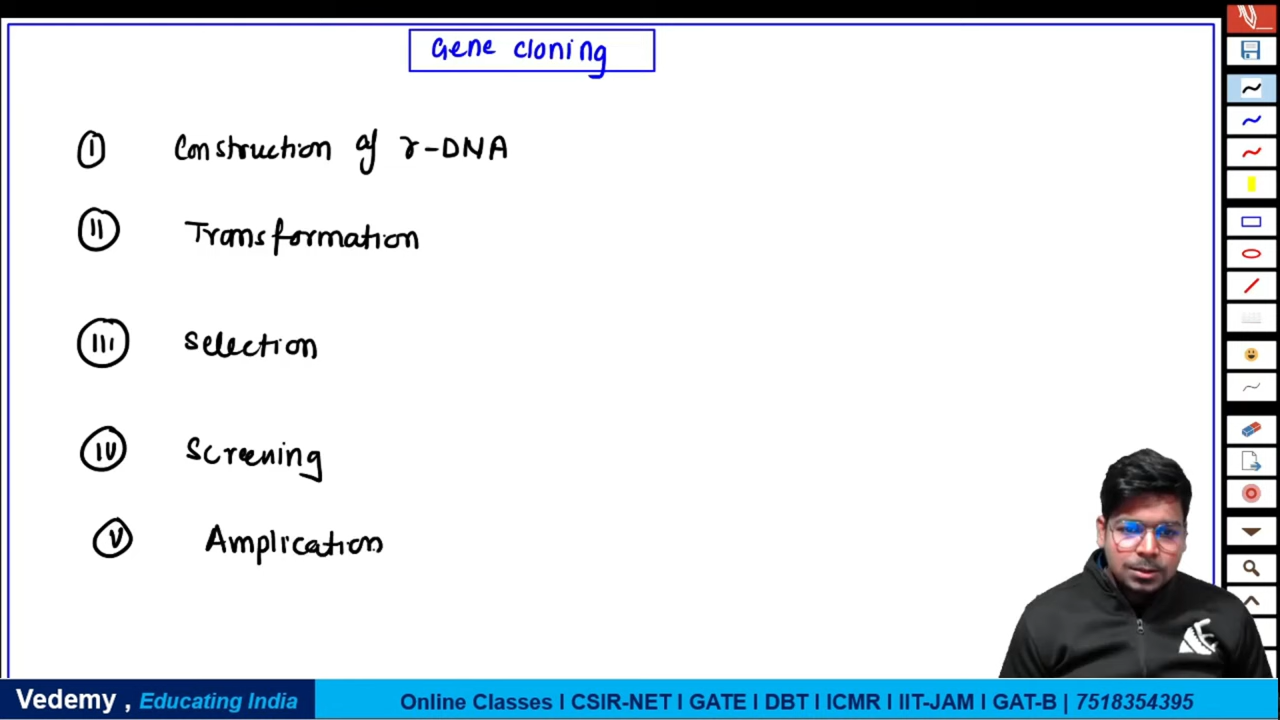 Gene cloning
I Construction of r-DNA
II Transformation
III Selection
IV Screening
V Amplication
Vedemy , Educating India
Online Classes I CSIR-NET I GATE I DBT I ICMR I IIT-JAM I GAT-B | 7518354395